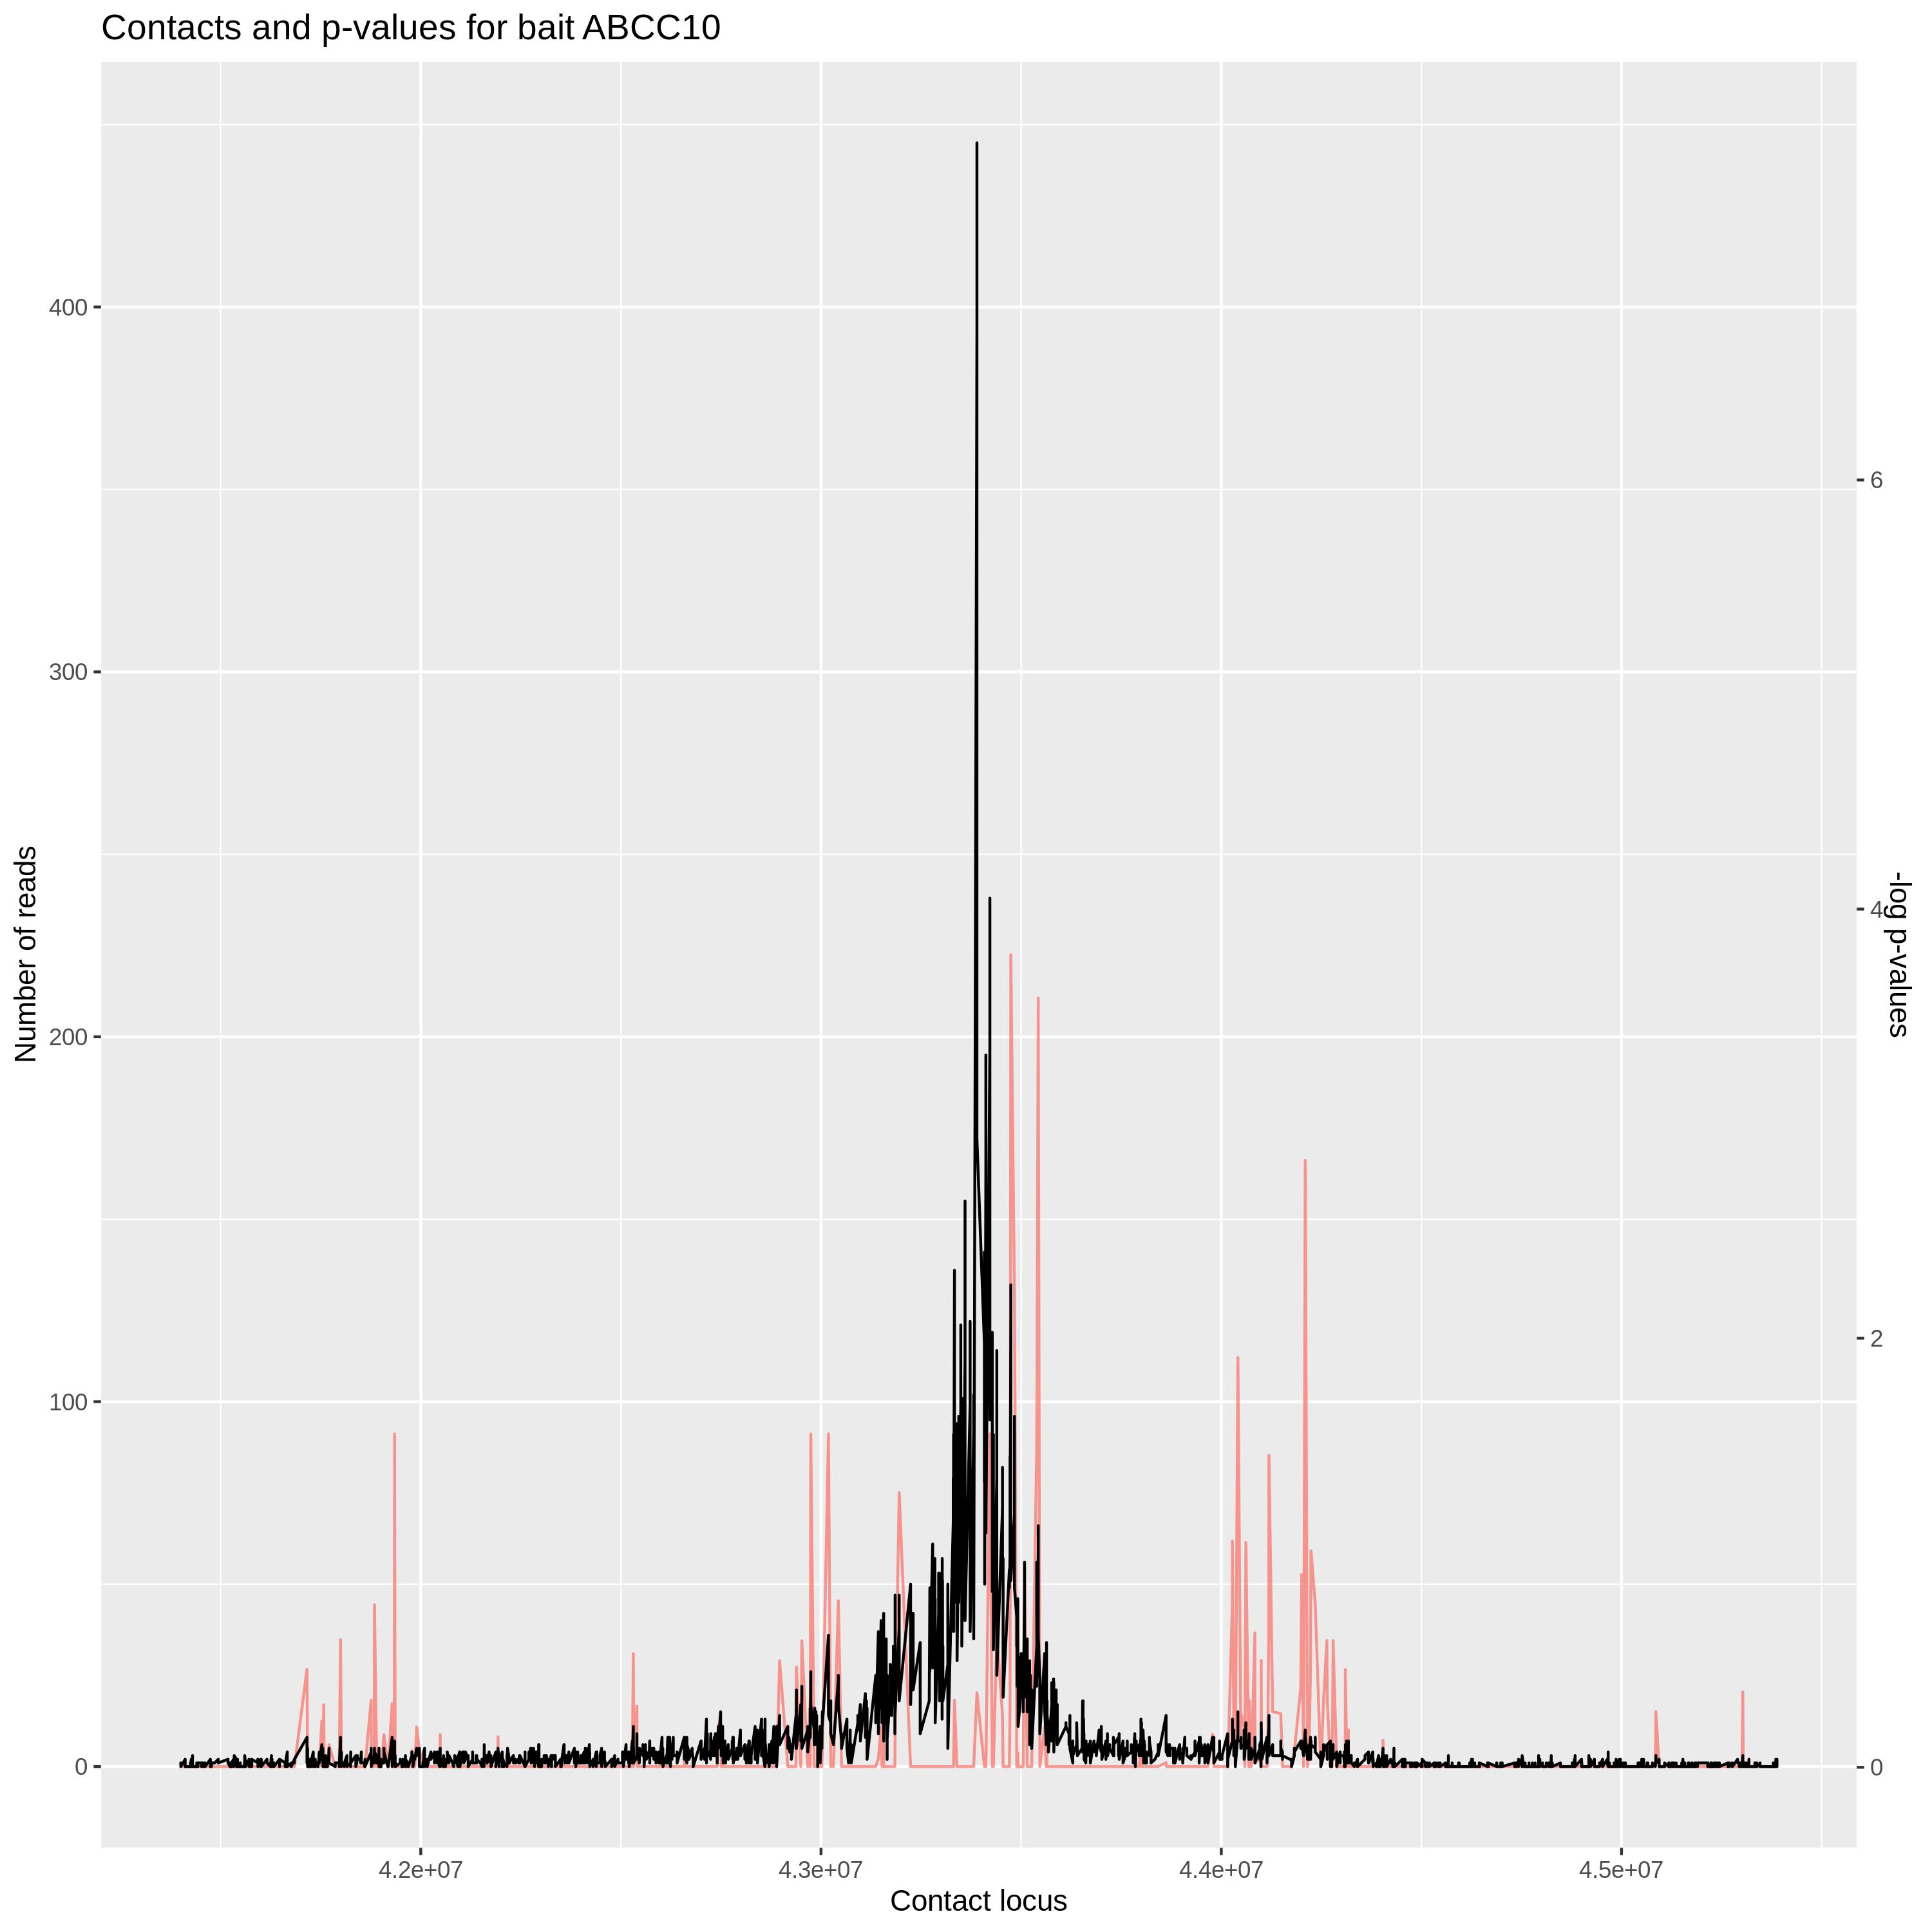 Contacts and p-values for bait ABCC10
400
300
200
100
0
Number of reads
6
4
2
0
-log p-values
4.2e+07
4.3e+07
4.4e+07
4.5e+07
Contact locus